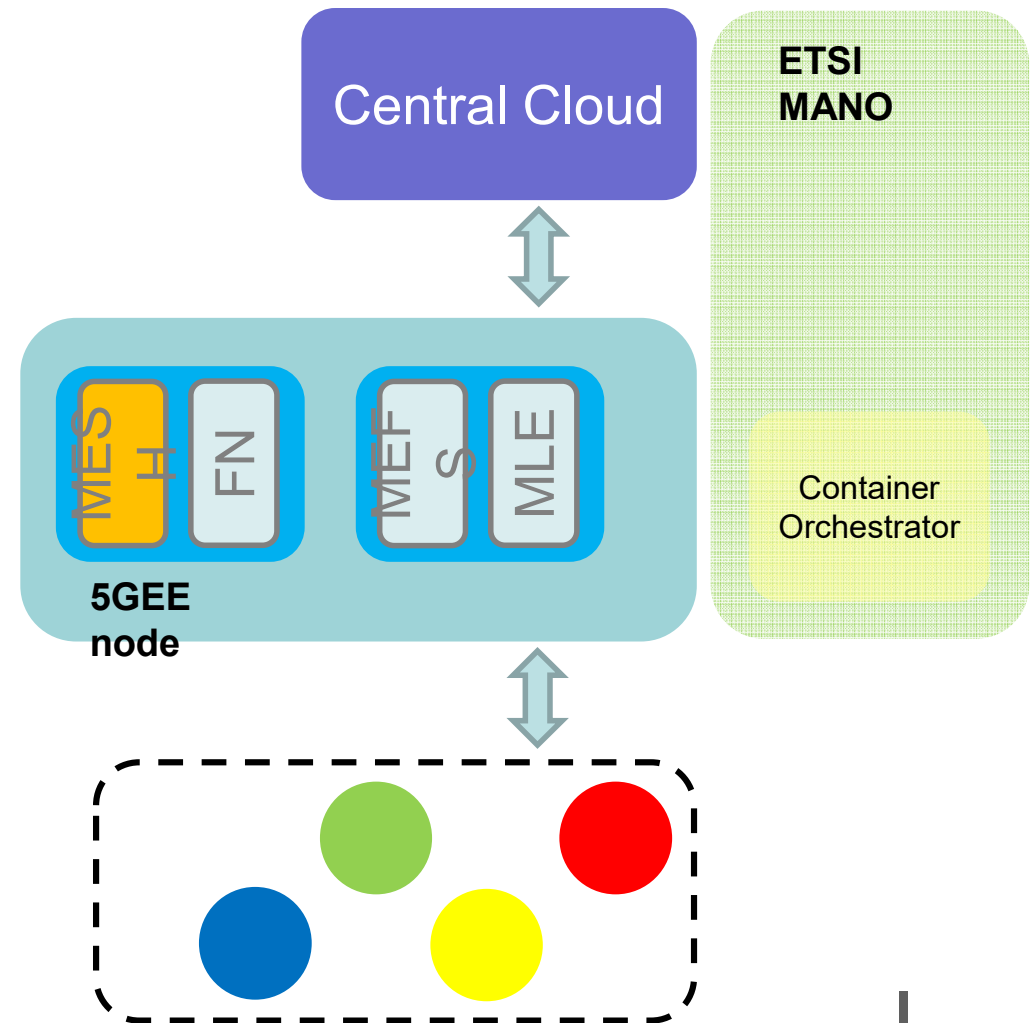 Central Cloud
ETSI
MANO
MES
H
FN
MEF
S
MLE
5GEE
node
Container
Orchestrator